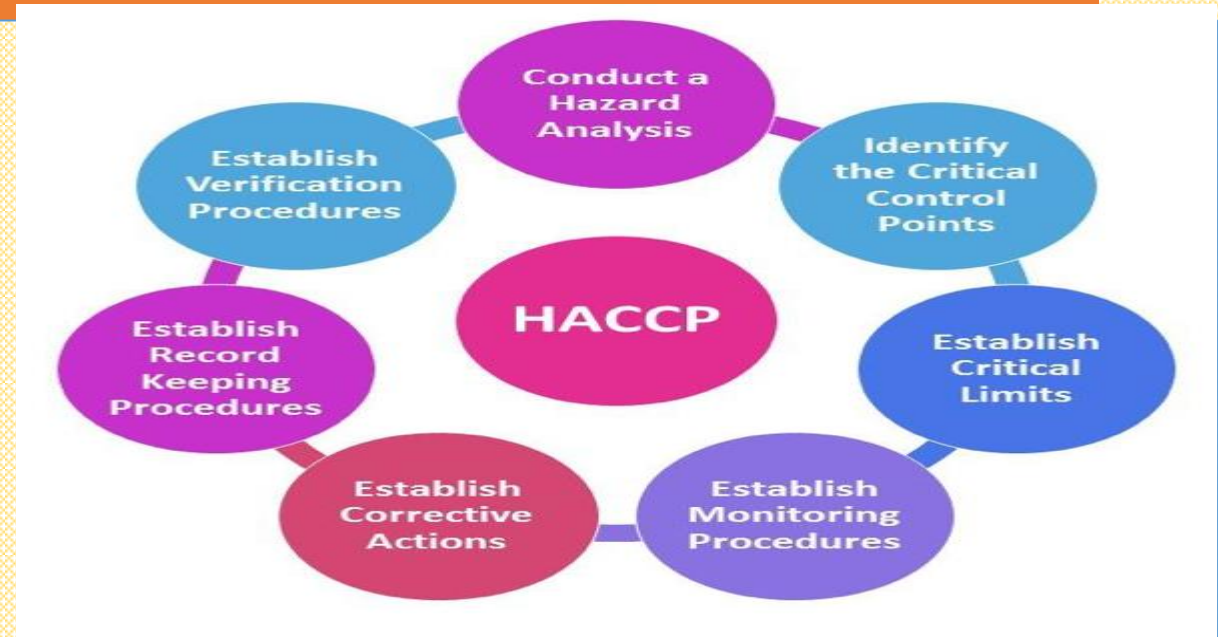 Conduct a
Hazard
Analysis
Identify
the Critical
Control
Points
Establish
Critical
Limits
Establish
Monitoring
Procedures
Establish
Corrective
Actions
Establish
Record
Keeping
Procedures
Establish
Verification
Procedures
HACCP